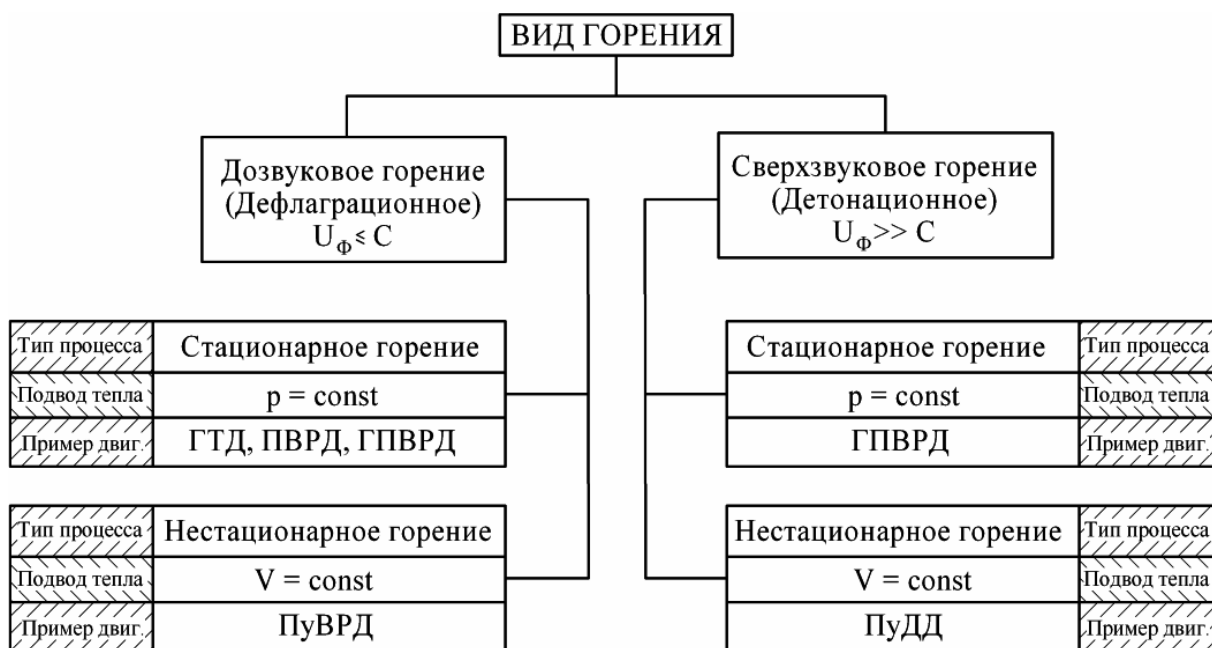 ВИД ГОРЕНИЯ
Дозвуковое горение
(Дефлаграционное)
U_Ф ⩽ C
Сверхзвуковое горение
(Детонационное)
U_Ф >> C
Тип процесса
Стационарное горение
Подвод тепла
p = const
Пример двиг.
ГТД, ПВРД, ГПВРД
Стационарное горение
Тип процесса
p = const
Подвод тепла
ГПВРД
Пример двиг.
Тип процесса
Нестационарное горение
Подвод тепла
V = const
Пример двиг.
ПуВРД
Нестационарное горение
Тип процесса
V = const
Подвод тепла
ПуДД
Пример двиг.